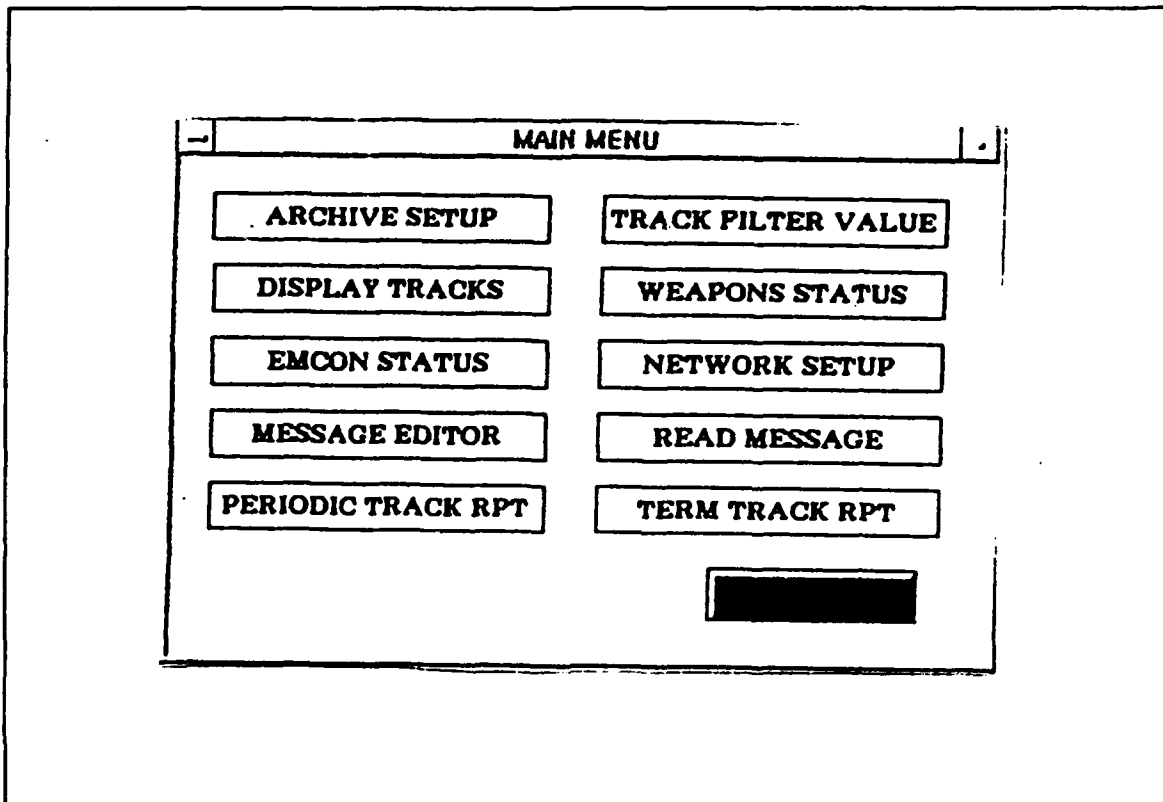 MAIN MENU
ARCHIVE SETUP
TRACK PILTER VALUE
DISPLAY TRACKS
WEAPONS STATUS
EMCON STATUS
NETWORK SETUP
MESSAGE EDITOR
READ MESSAGE
PERIODIC TRACK RPT
TERM TRACK RPT